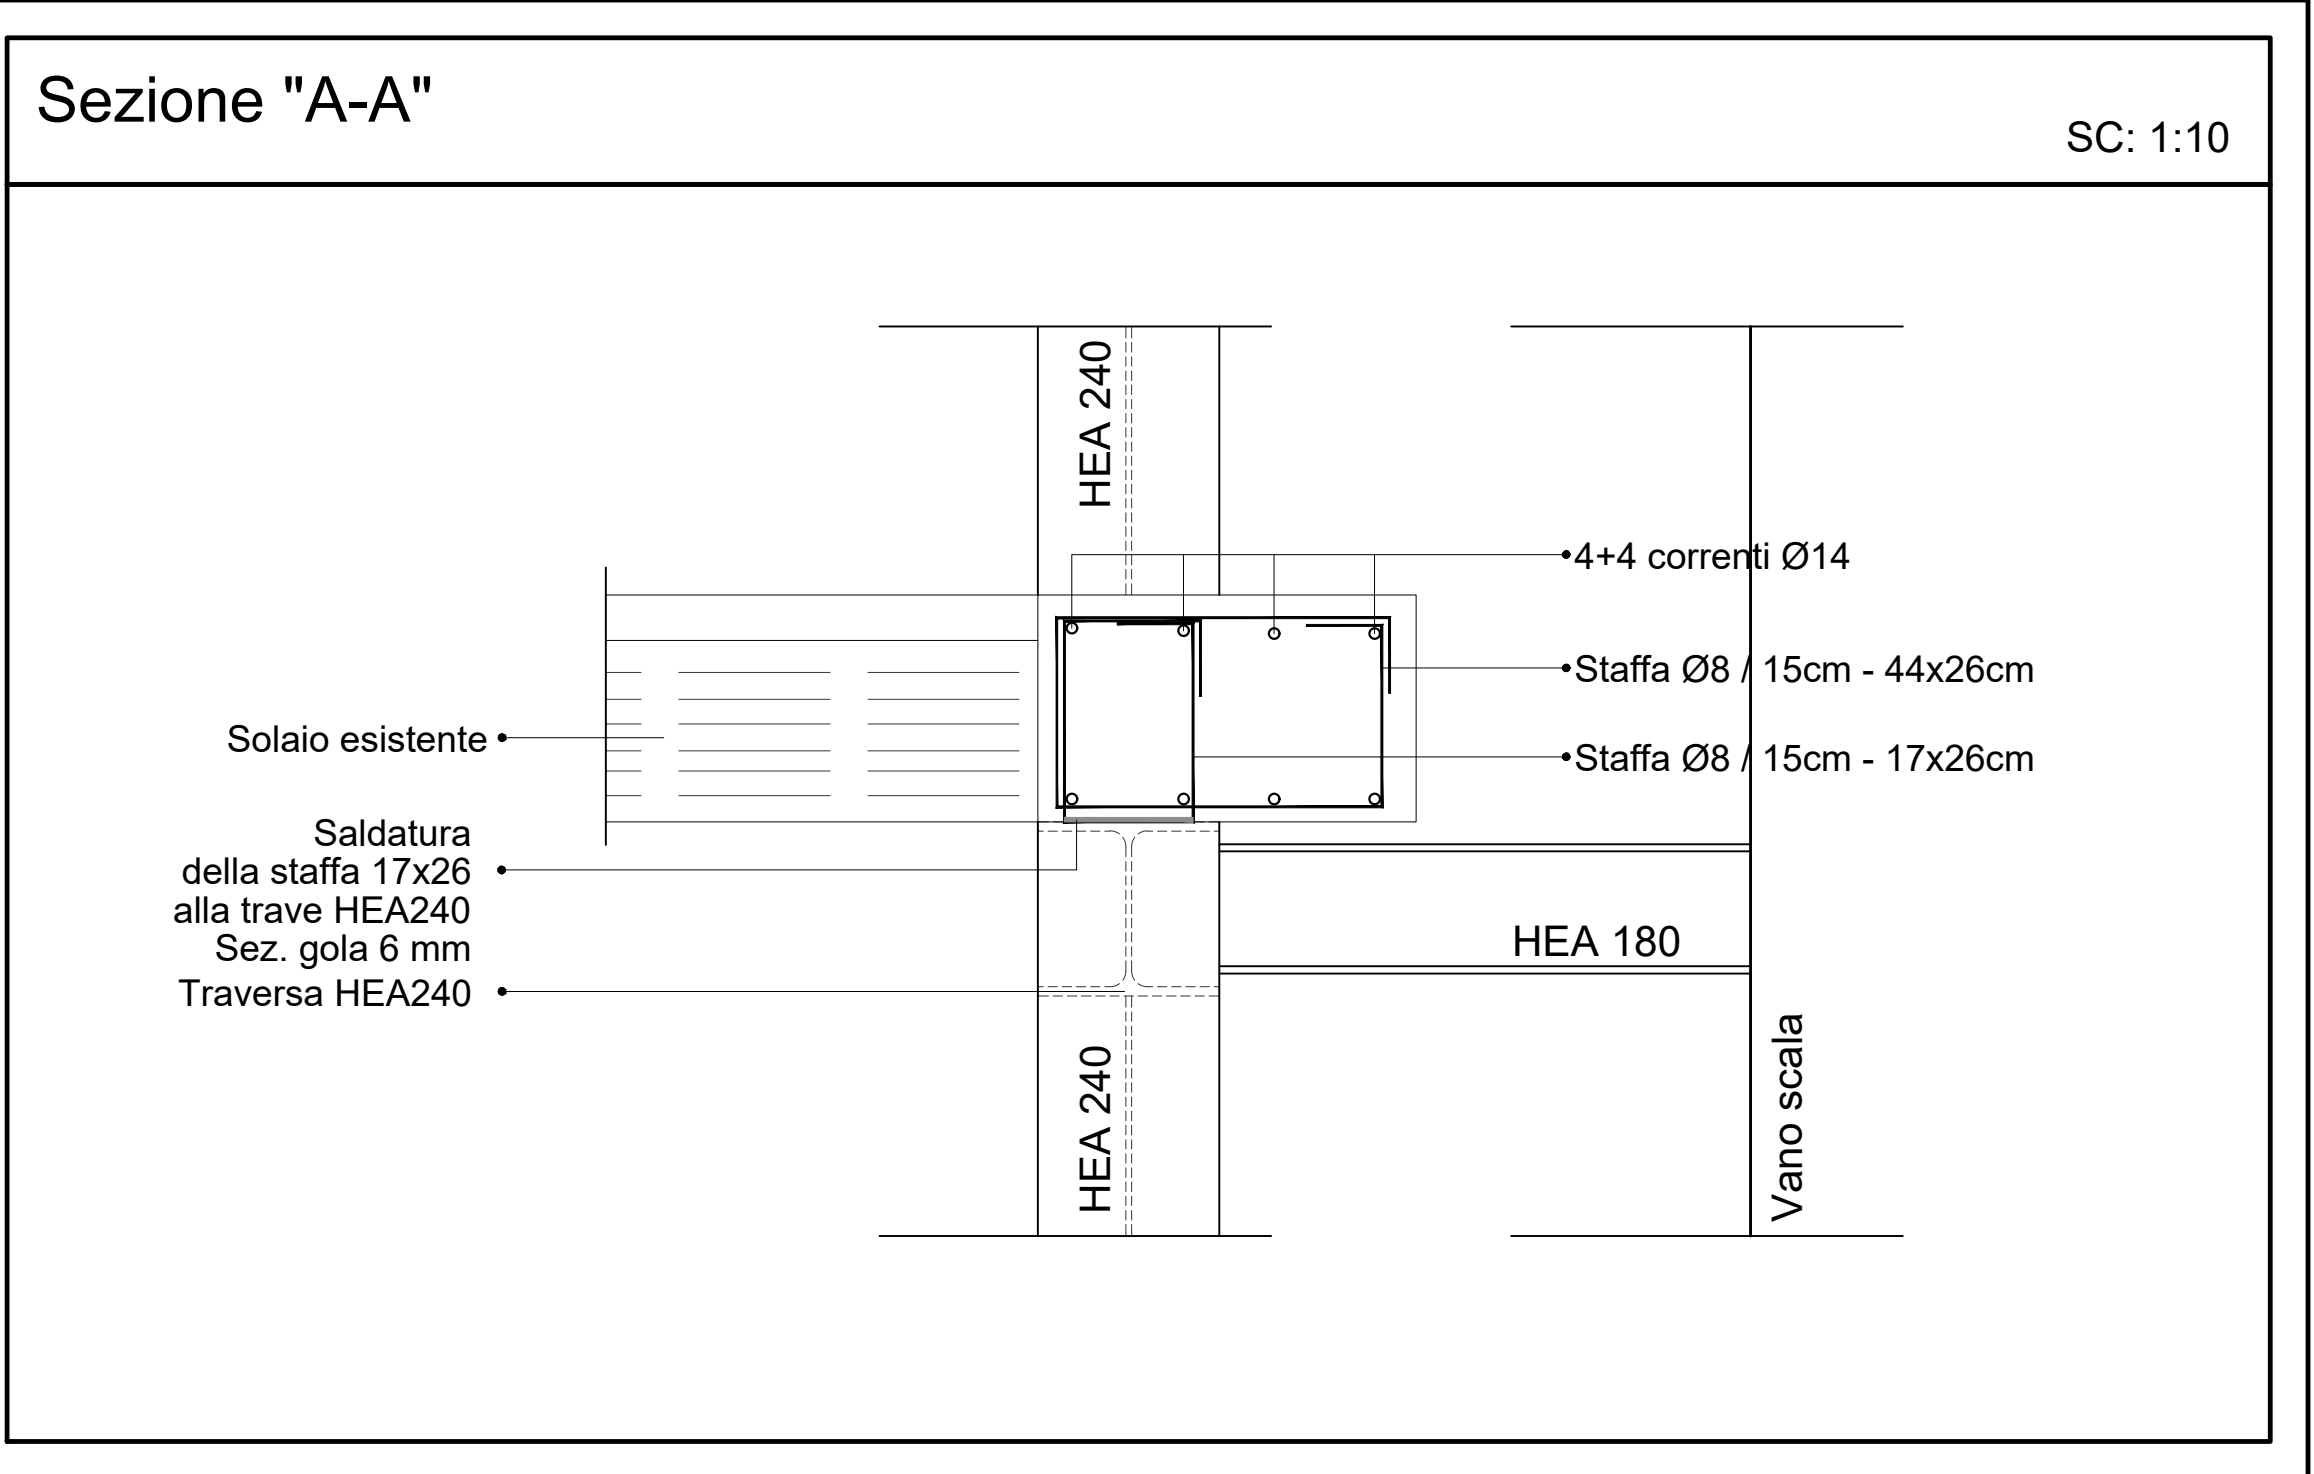 Sezione "A-A"
SC: 1:10
HEA 240
4+4 correnti Ø14
Staffa Ø8 / 15cm - 44x26cm
Solaio esistente
Staffa Ø8 / 15cm - 17x26cm
Saldatura
della staffa 17x26
alla trave HEA240
Sez. gola 6 mm
Traversa HEA240
HEA 180
HEA 240
Vano scala